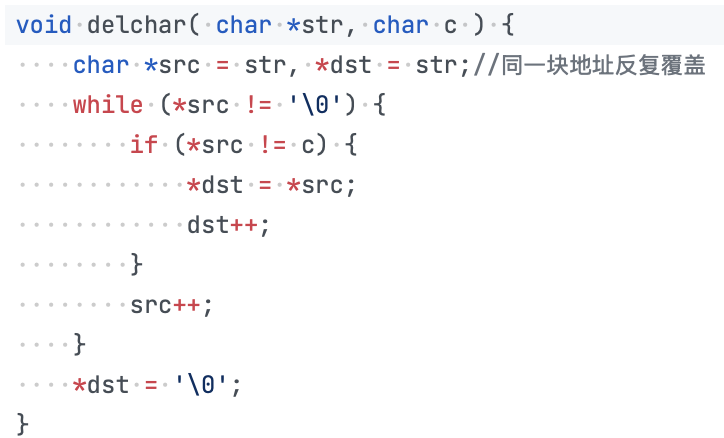 void delchar( char *str, char c ) {
    char *src = str, *dst = str;//同一块地址反复覆盖
    while (*src != '\0') {
        if (*src != c) {
            *dst = *src;
            dst++;
        }
        src++;
    }
    *dst = '\0';
}